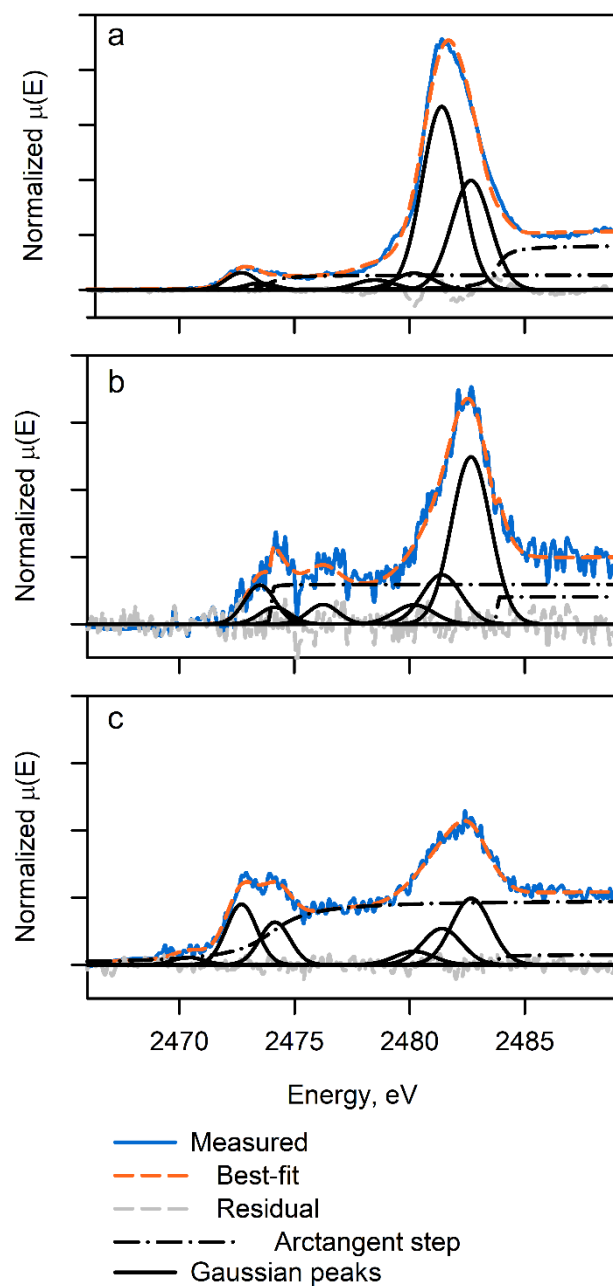 a
Normalized μ(E)
b
Normalized μ(E)
c
Normalized μ(E)
2470 2475 2480 2485
Energy, eV
Measured
Best-fit
Residual
Arctangent step
Gaussian peaks